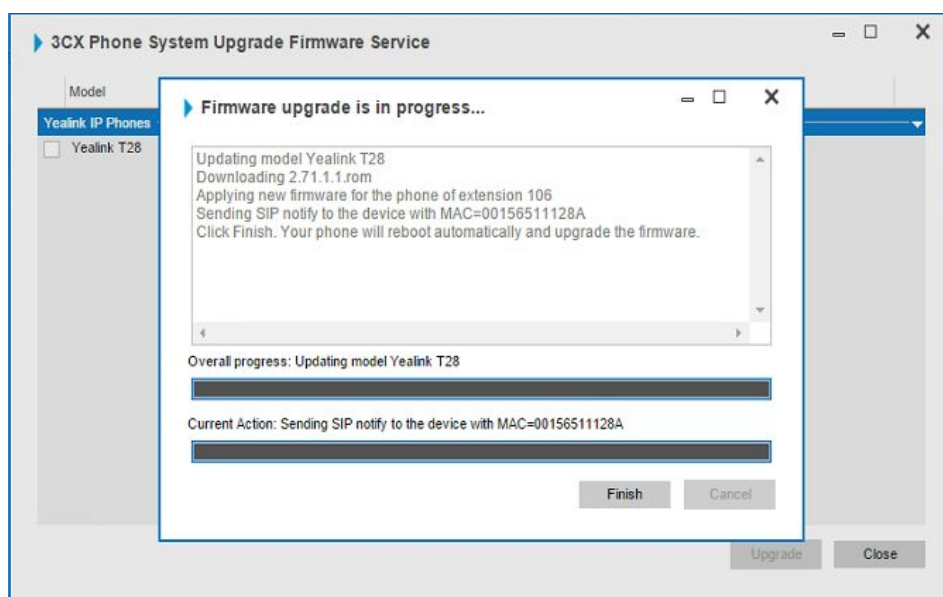 3CX Phone System Upgrade Firmware Service
Model
Yealink IP Phones
Yealink T28
Firmware upgrade is in progress...
Updating model Yealink T28
Downloading 2.71.1.1.rom
Applying new firmware for the phone of extension 106
Sending SIP notify to the device with MAC=00156511128A
Click Finish. Your phone will reboot automatically and upgrade the firmware.
Overall progress: Updating model Yealink T28
Current Action: Sending SIP notify to the device with MAC=00156511128A
Finish Cancel
Upgrade Close